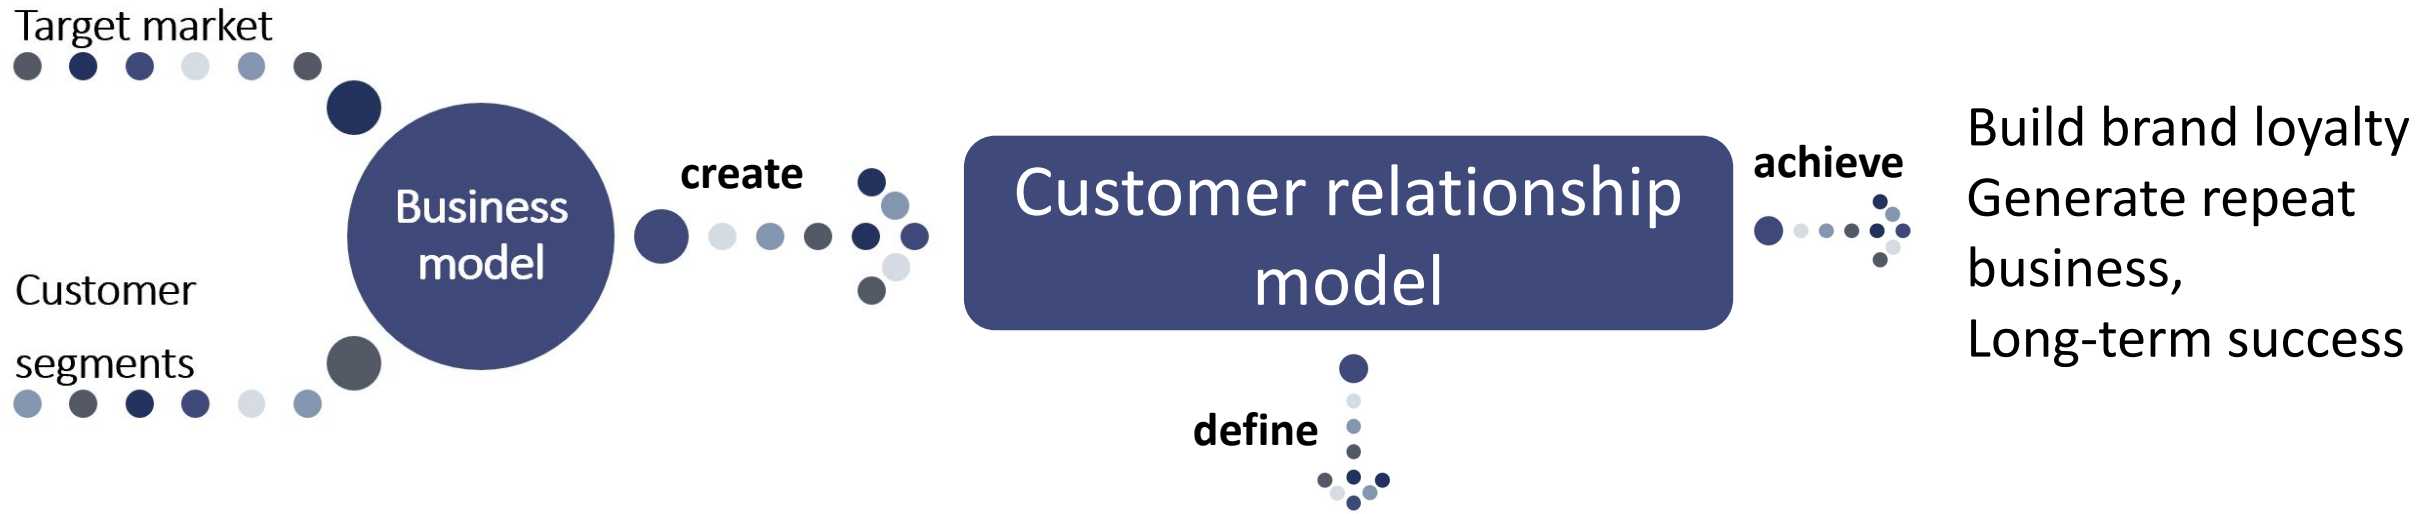 Target market
Customer
segments
Business
model
create
Customer relationship
model
define
achieve
Build brand loyalty
Generate repeat
business,
Long-term success